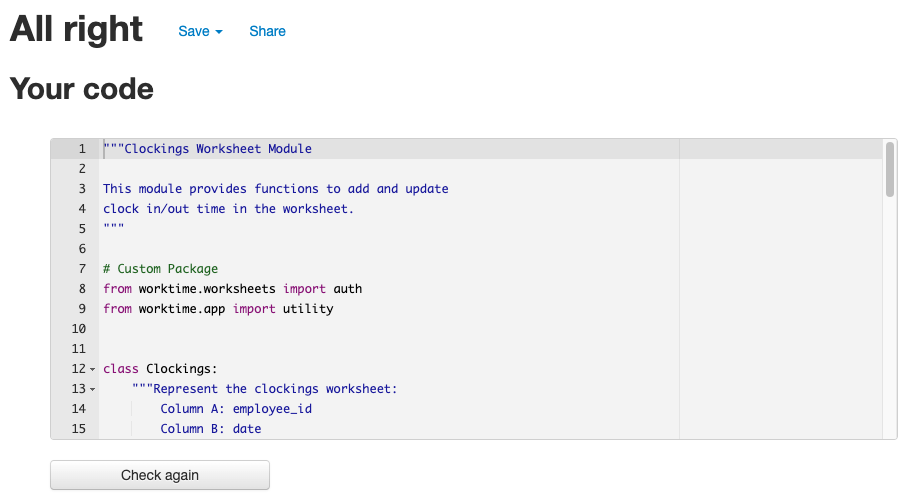 All right Save Share
Your code
1 """Clockings Worksheet Module
2
3 This module provides functions to add and update
4 clock in/out time in the worksheet.
5 """
6
7 # Custom Package
8 from worktime.worksheets import auth
9 from worktime.app import utility
10
11
12 class Clockings:
13 """Represent the clockings worksheet:
14 Column A: employee_id
15 Column B: date
Check again